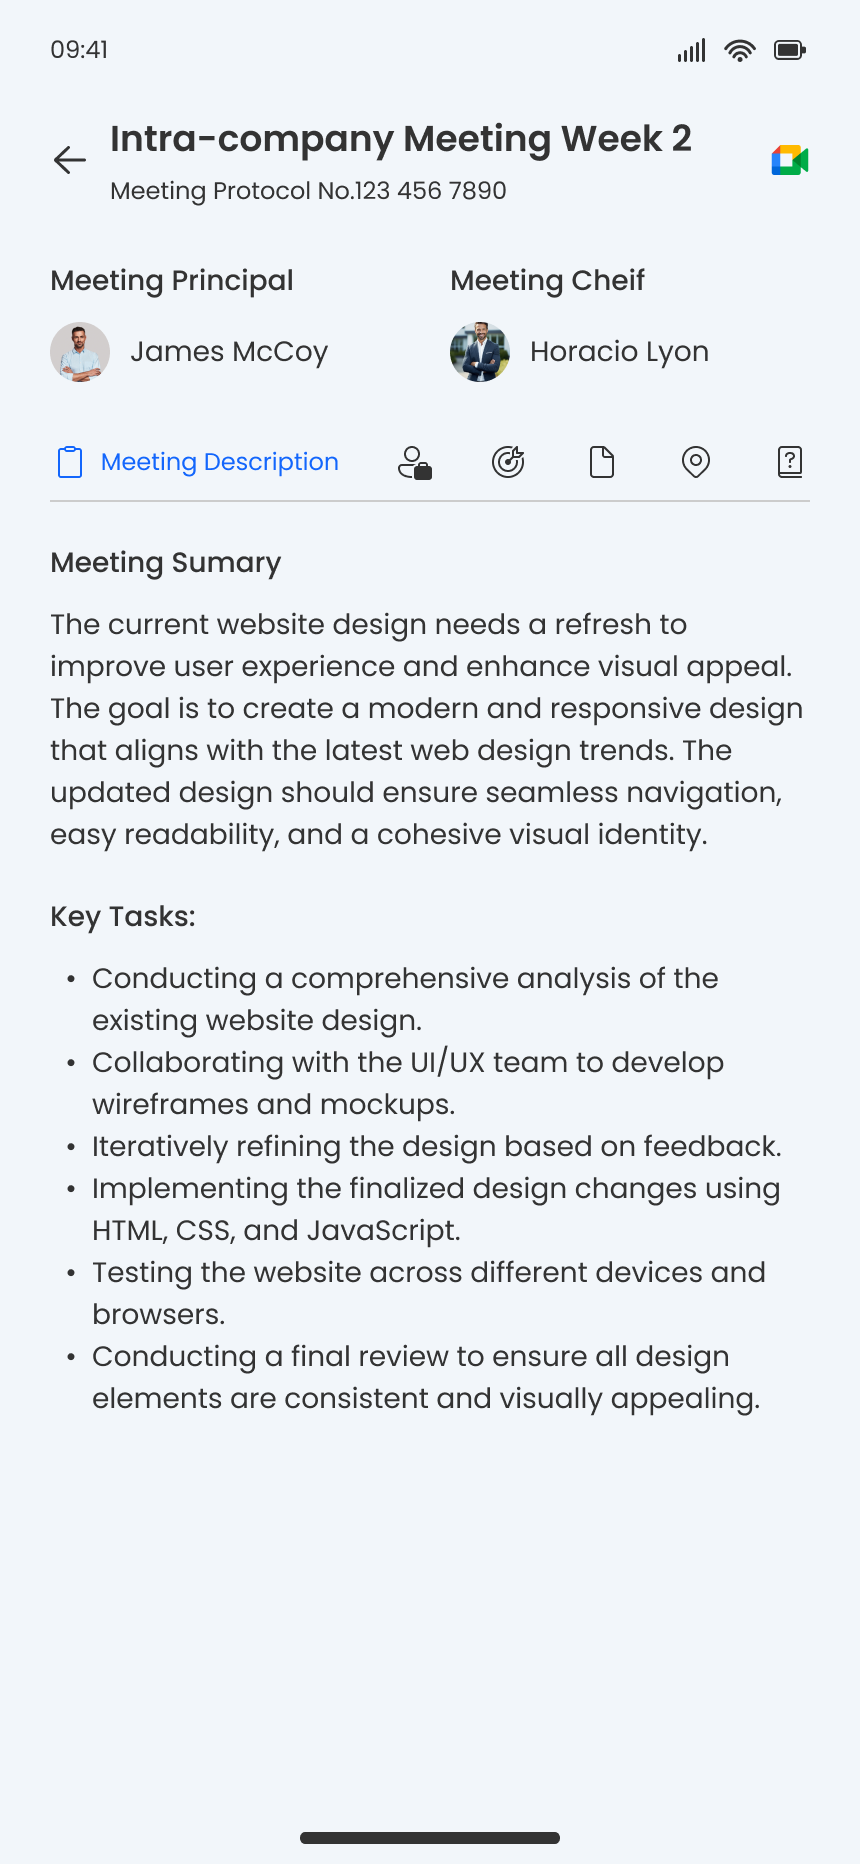 09:41
Intra-company Meeting Week 2
Meeting Protocol No.123 456 7890
Meeting Principal
Meeting Cheif
James McCoy
Horacio Lyon
Meeting Description
?
Meeting Sumary
The current website design needs a refresh to
improve user experience and enhance visual appeal.
The goal is to create a modern and responsive design
that aligns with the latest web design trends. The
updated design should ensure seamless navigation,
easy readability, and a cohesive visual identity.
Key Tasks:
• Conducting a comprehensive analysis of the
existing website design.
• Collaborating with the UI/UX team to develop
wireframes and mockups.
• Iteratively refining the design based on feedback.
• Implementing the finalized design changes using
HTML, CSS, and JavaScript.
• Testing the website across different devices and
browsers.
• Conducting a final review to ensure all design
elements are consistent and visually appealing.